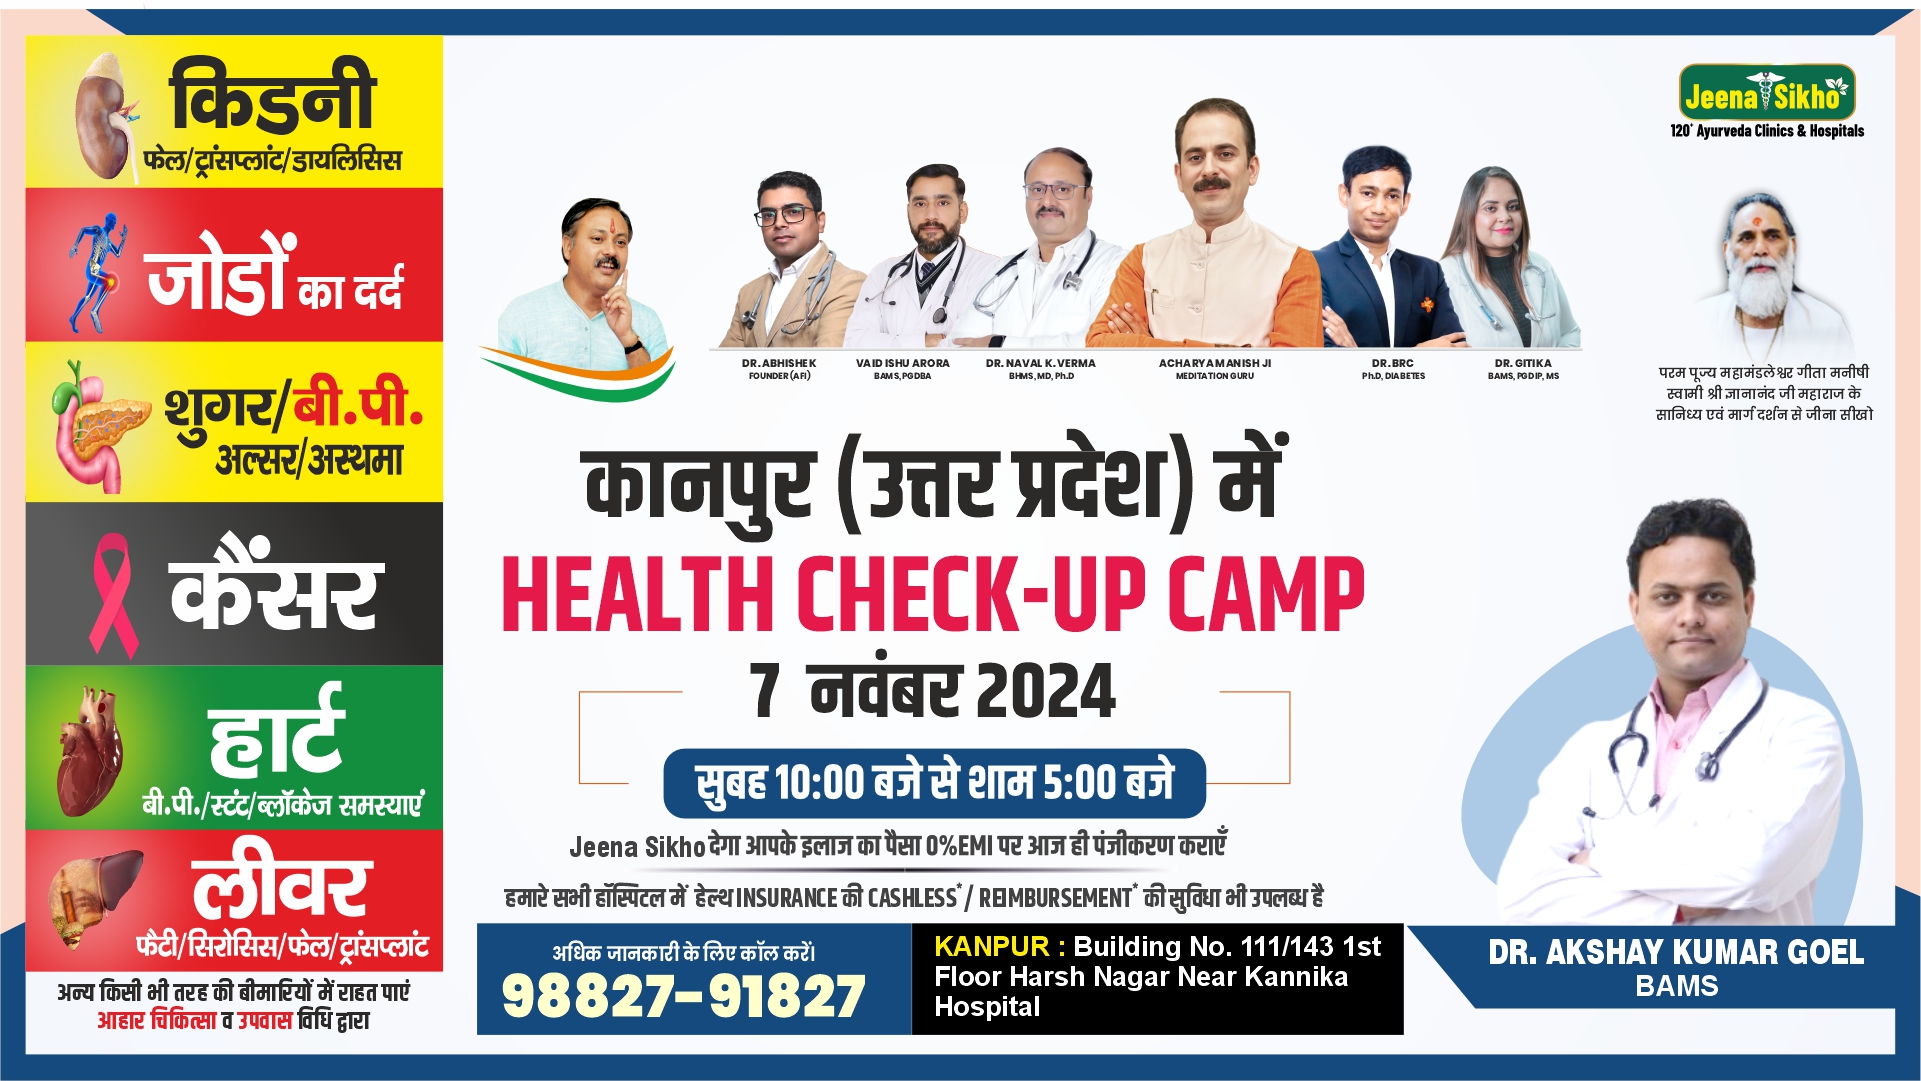 किडनी
फेल/ट्रांसप्लांट/डायलिसिस
जोडों का दर्द
शुगर/बी.पी.
अल्सर/अस्थमा
कैंसर
हार्ट
बी.पी./स्टंट/ब्लॉकेज समस्याएं
लीवर
फैटी/सिरोसिस/फेल/ट्रांसप्लांट
अन्य किसी भी तरह की बीमारियों में राहत पाएं
आहार चिकित्सा व उपवास विधि द्वारा
Jeena Sikho
120+ Ayurveda Clinics & Hospitals
DR. ABHISHEK
FOUNDER (AFI)
VAID ISHU ARORA
BAMS, PGDBA
DR. NAVAL K. VERMA
BHMS, MD, Ph.D
ACHARYA MANISH JI
MEDITATION GURU
DR. BRC
Ph.D, DIABETES
DR. GITIKA
BAMS, PGDIP, MS
परम पूज्य महामंडलेश्वर गीता मनीषी
स्वामी श्री ज्ञानानंद जी महाराज के
सानिध्य एवं मार्ग दर्शन से जीना सीखो
कानपुर (उत्तर प्रदेश) में
HEALTH CHECK-UP CAMP
7 नवंबर 2024
सुबह 10:00 बजे से शाम 5:00 बजे
Jeena Sikho देगा आपके इलाज का पैसा 0%EMI पर आज ही पंजीकरण कराएँ
हमारे सभी हॉस्पिटल में हेल्थ INSURANCE की CASHLESS*/ REIMBURSEMENT* की सुविधा भी उपलब्ध है
अधिक जानकारी के लिए कॉल करें।
98827-91827
KANPUR : Building No. 111/143 1st
Floor Harsh Nagar Near Kannika
Hospital
DR. AKSHAY KUMAR GOEL
BAMS